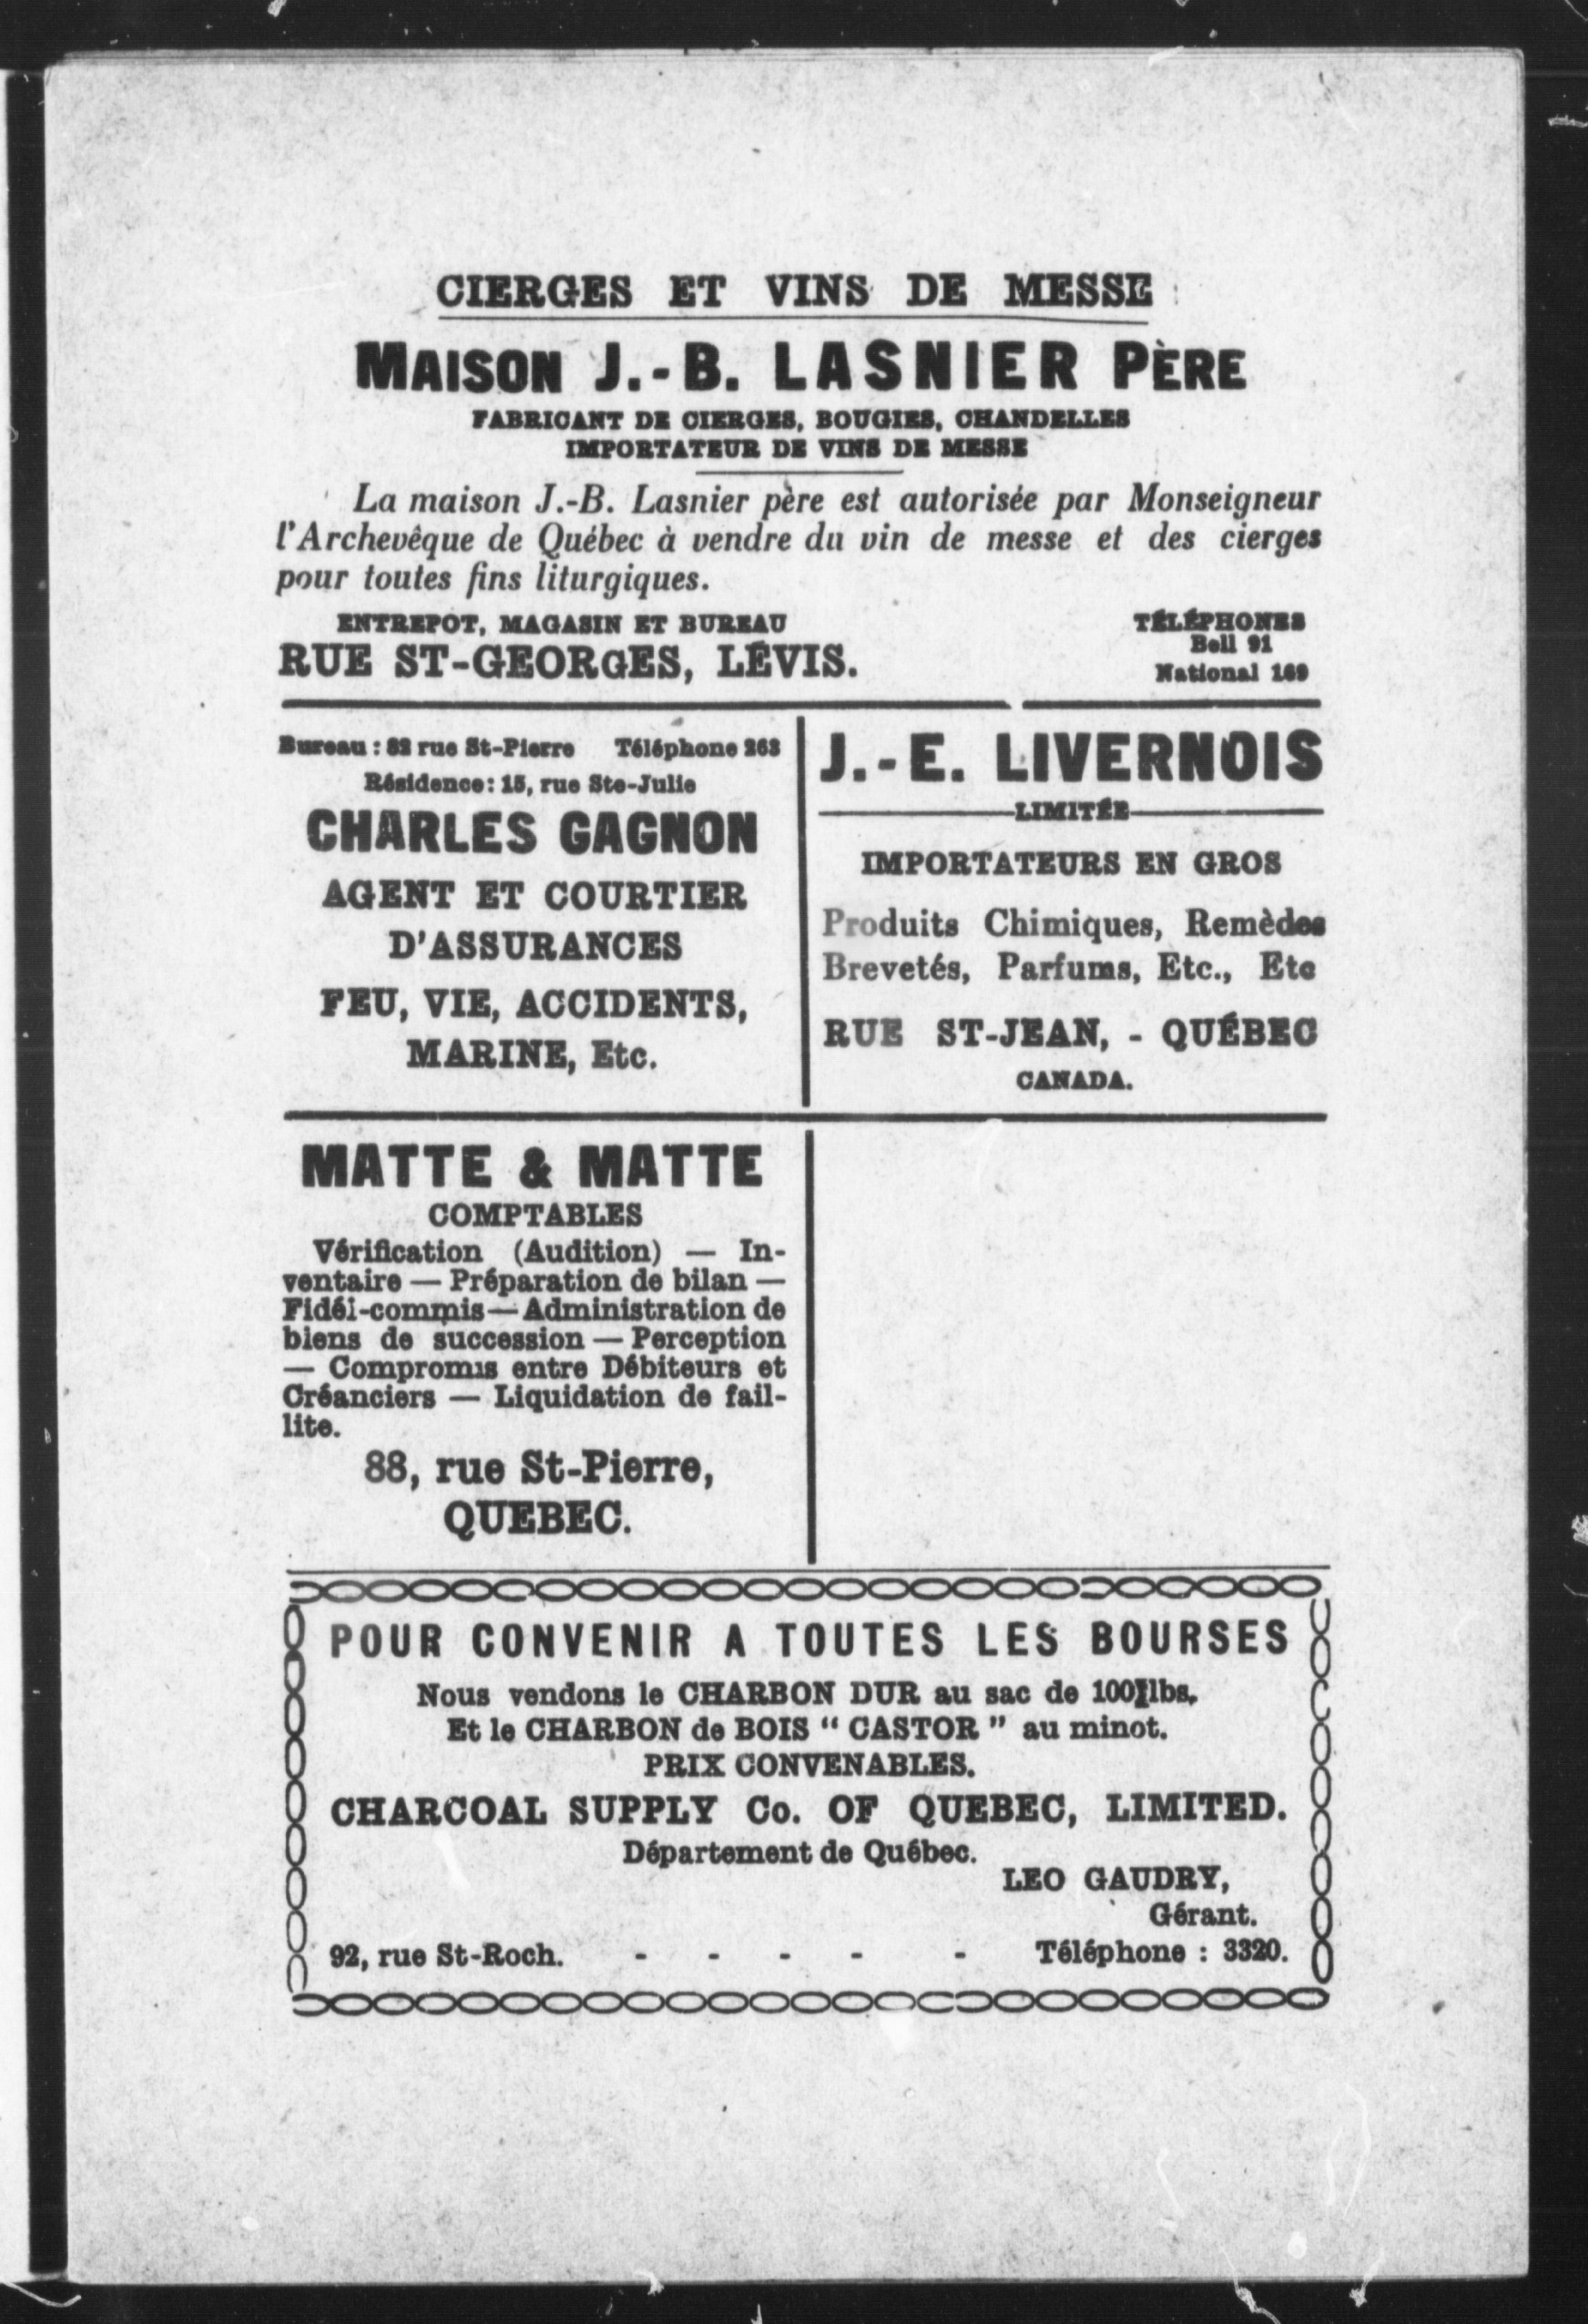 CIERGES ET VINS DE MESSE
MAISON J.-B. LASNIER PÈRE
FABRICANT DE CIERGES, BOUGIES, CHANDELLES
IMPORTATEUR DE VINS DE MESSE
La maison J.-B. Lasnier père est autorisée par Monseigneur
l'Archevêque de Québec à vendre du vin de messe et des cierges
pour toutes fins liturgiques.
ENTREPOT, MAGASIN ET BUREAU
RUE ST-GEORGES, LÉVIS.
TÉLÉPHONES
Bell 91
National 169
Bureau : 82 rue St-Pierre Téléphone 263
Résidence: 15, rue Ste-Julie
CHARLES GAGNON
AGENT ET COURTIER
D'ASSURANCES
FEU, VIE, ACCIDENTS,
MARINE, Etc.
J.-E. LIVERNOIS
LIMITÉE
IMPORTATEURS EN GROS
Produits Chimiques, Remèdes
Brevetés, Parfums, Etc., Etc
RUE ST-JEAN, - QUÉBEC
CANADA.
MATTE & MATTE
COMPTABLES
Vérification (Audition) — In-
ventaire — Préparation de bilan —
Fidéi-commis — Administration de
biens de succession — Perception
— Compromis entre Débiteurs et
Créanciers — Liquidation de fail-
lite.
88, rue St-Pierre,
QUEBEC.
POUR CONVENIR A TOUTES LES BOURSES
Nous vendons le CHARBON DUR au sac de 100 lbs,
Et le CHARBON de BOIS " CASTOR " au minot.
PRIX CONVENABLES.
CHARCOAL SUPPLY Co. OF QUEBEC, LIMITED.
Département de Québec.
LEO GAUDRY,
Gérant.
92, rue St-Roch. - - - - - Téléphone : 3320.